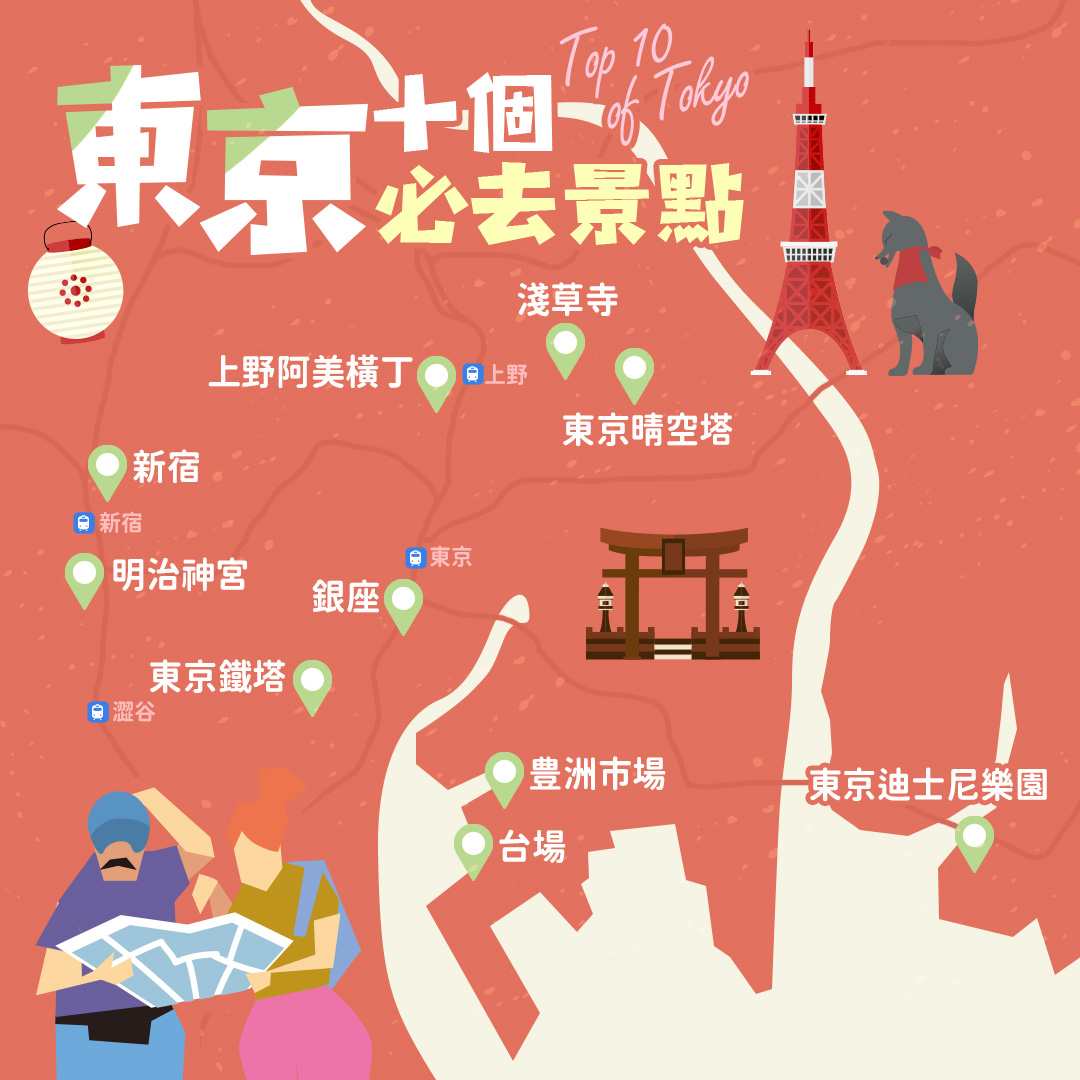 東京十個
Top 10
of Tokyo
必去景點
淺草寺
上野阿美橫丁
上野
東京晴空塔
新宿
新宿
東京
明治神宮
銀座
東京鐵塔
澀谷
豊洲市場
東京迪士尼樂園
台場